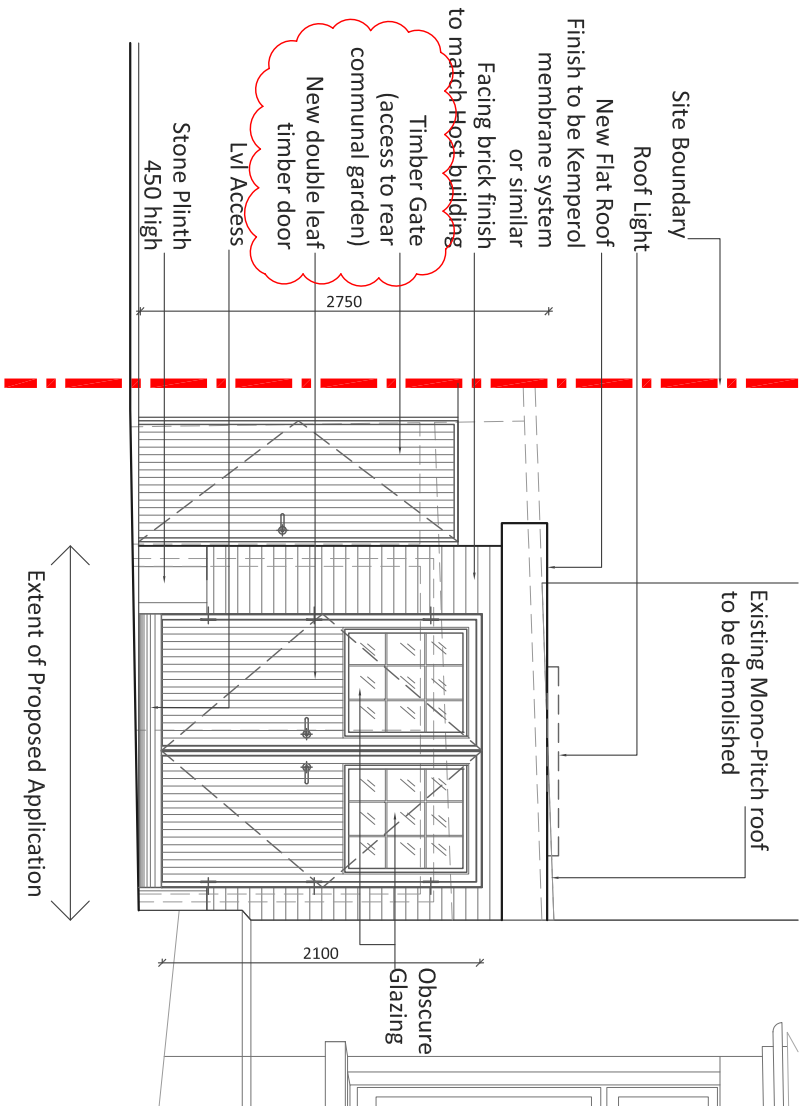 Site Boundary
Roof Light
New Flat Roof
Finish to be Kemperol
membrane system
or similar
Facing brick finish
to match Host building
Timber Gate
(access to rear
communal garden)
New double leaf
timber door
Lvl Access
Stone Plinth
450 high
2750
Existing Mono-Pitch roof
to be demolished
Extent of Proposed Application
2100
Obscure
Glazing